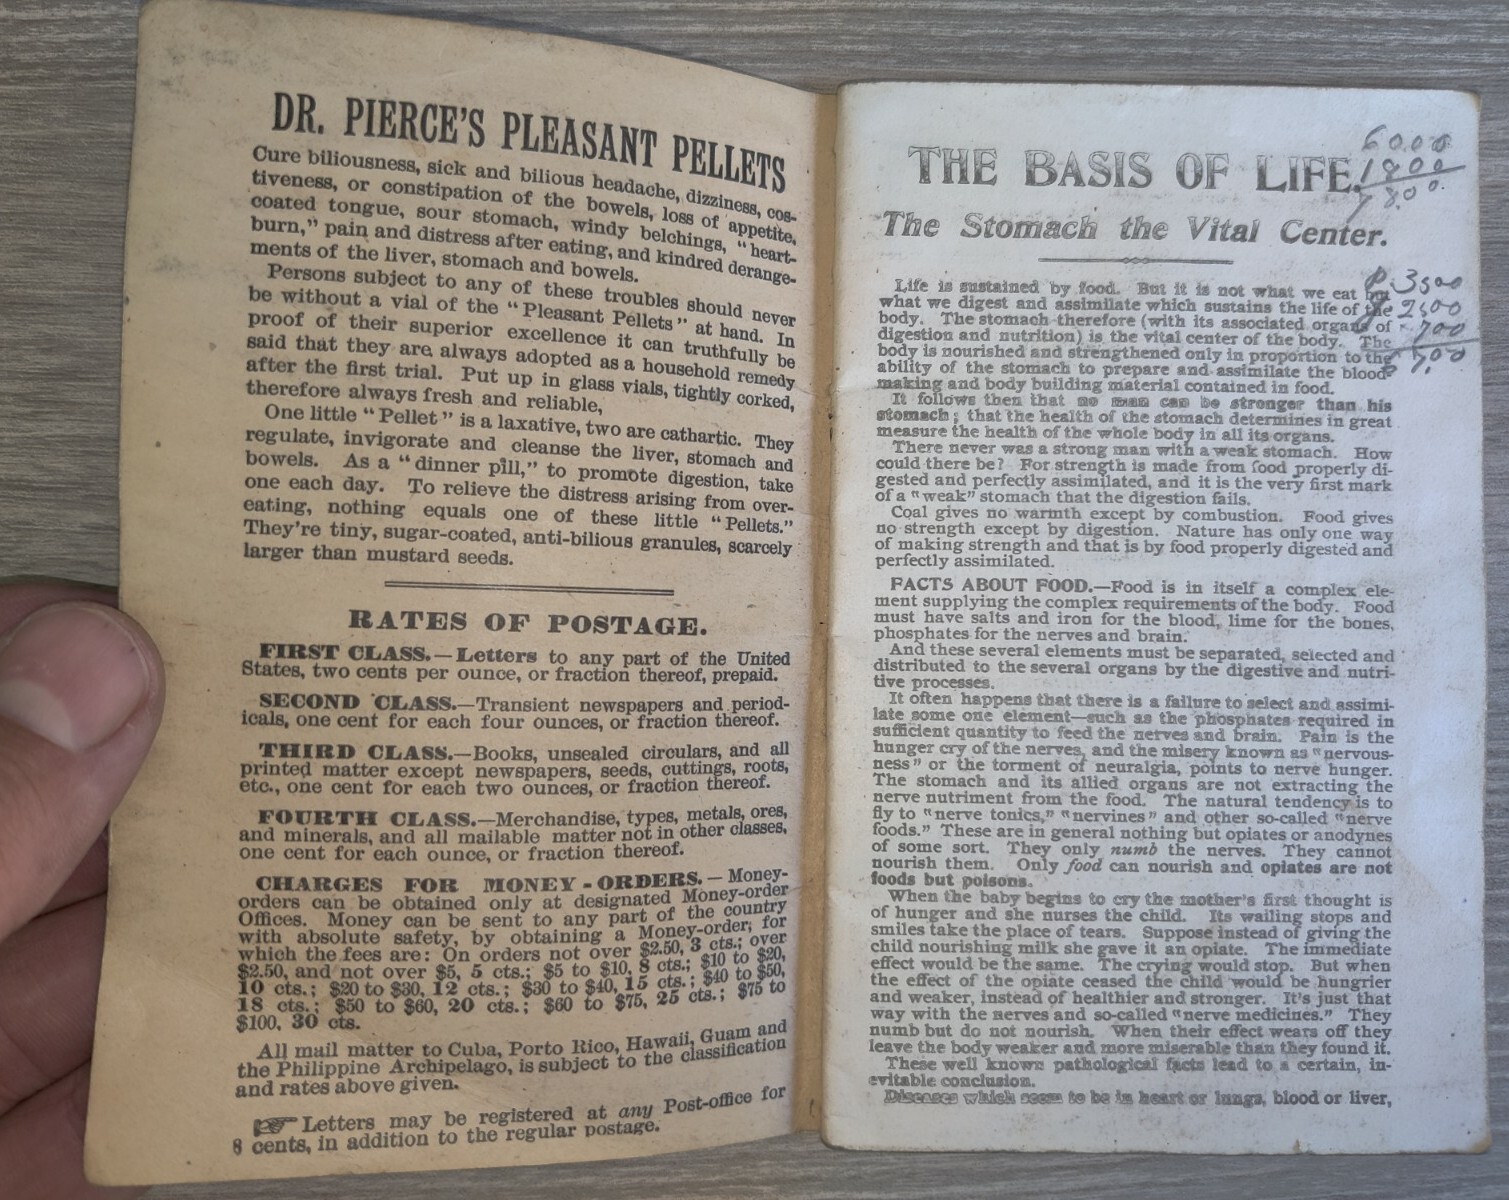 DR. PIERCE'S PLEASANT PELLETS
Cure biliousness, sick and bilious headache, dizziness, cos-
tiveness, or constipation of the bowels, loss of appetite,
coated tongue, sour stomach, windy belchings, "heart-
burn," pain and distress after eating, and kindred derange-
ments of the liver, stomach and bowels.
Persons subject to any of these troubles should never
be without a vial of the "Pleasant Pellets" at hand. In
proof of their superior excellence it can truthfully be
said that they are always adopted as a household remedy
after the first trial. Put up in glass vials, tightly corked,
therefore always fresh and reliable,
One little "Pellet" is a laxative, two are cathartic. They
regulate, invigorate and cleanse the liver, stomach and
bowels. As a "dinner pill," to promote digestion, take
one each day. To relieve the distress arising from over-
eating, nothing equals one of these little "Pellets."
They're tiny, sugar-coated, anti-bilious granules, scarcely
larger than mustard seeds.
RATES OF POSTAGE.
FIRST CLASS.—Letters to any part of the United
States, two cents per ounce, or fraction thereof, prepaid.
SECOND CLASS.—Transient newspapers and period-
icals, one cent for each four ounces, or fraction thereof.
THIRD CLASS.—Books, unsealed circulars, and all
printed matter except newspapers, seeds, cuttings, roots,
etc., one cent for each two ounces, or fraction thereof.
FOURTH CLASS.—Merchandise, types, metals, ores,
and minerals, and all mailable matter not in other classes,
one cent for each ounce, or fraction thereof.
CHARGES FOR MONEY-ORDERS.—Money-
orders can be obtained only at designated Money-order
Offices. Money can be sent to any part of the country
with absolute safety, by obtaining a Money-order, for
which the fees are: On orders not over $2.50, 3 cts.; over
$2.50, and not over $5, 5 cts.; $5 to $10, 8 cts.; $10 to $20,
10 cts.; $20 to $30, 12 cts.; $30 to $40, 15 cts.; $40 to $50,
18 cts.; $50 to $60, 20 cts.; $60 to $75, 25 cts.; $75 to
$100, 30 cts.
All mail matter to Cuba, Porto Rico, Hawaii, Guam and
the Philippine Archipelago, is subject to the classification
and rates above given.
☞ Letters may be registered at any Post-office for
8 cents, in addition to the regular postage.
6000
1800
THE BASIS OF LIFE.
The Stomach the Vital Center.
3500
2500
700
Life is sustained by food. But it is not what we eat but
what we digest and assimilate which sustains the life of the
body. The stomach therefore (with its associated organs of
digestion and nutrition) is the vital center of the body. The
body is nourished and strengthened only in proportion to the
ability of the stomach to prepare and assimilate the blood-
making and body building material contained in food.
It follows then that no man can be stronger than his
stomach; that the health of the stomach determines in great
measure the health of the whole body in all its organs.
There never was a strong man with a weak stomach. How
could there be? For strength is made from food properly di-
gested and perfectly assimilated, and it is the very first mark
of a "weak" stomach that the digestion fails.
Coal gives no warmth except by combustion. Food gives
no strength except by digestion. Nature has only one way
of making strength and that is by food properly digested and
perfectly assimilated.
FACTS ABOUT FOOD.—Food is in itself a complex ele-
ment supplying the complex requirements of the body. Food
must have salts and iron for the blood, lime for the bones,
phosphates for the nerves and brain.
And these several elements must be separated, selected and
distributed to the several organs by the digestive and nutri-
tive processes.
It often happens that there is a failure to select and assimi-
late some one element—such as the phosphates required in
sufficient quantity to feed the nerves and brain. Pain is the
hunger cry of the nerves, and the misery known as "nervous-
ness" or the torment of neuralgia, points to nerve hunger.
The stomach and its allied organs are not extracting the
nerve nutriment from the food. The natural tendency is to
fly to "nerve tonics," "nervines" and other so-called "nerve
foods." These are in general nothing but opiates or anodynes
of some sort. They only numb the nerves. They cannot
nourish them. Only food can nourish and opiates are not
foods but poisons.
When the baby begins to cry the mother's first thought is
of hunger and she nurses the child. Its wailing stops and
smiles take the place of tears. Suppose instead of giving the
child nourishing milk she gave it an opiate. The immediate
effect would be the same. The crying would stop. But when
the effect of the opiate ceased the child would be hungrier
and weaker, instead of healthier and stronger. It's just that
way with the nerves and so-called "nerve medicines." They
numb but do not nourish. When their effect wears off they
leave the body weaker and more miserable than they found it.
These well known pathological facts lead to a certain, in-
evitable conclusion.
Diseases which seem to be in heart or lungs, blood or liver,